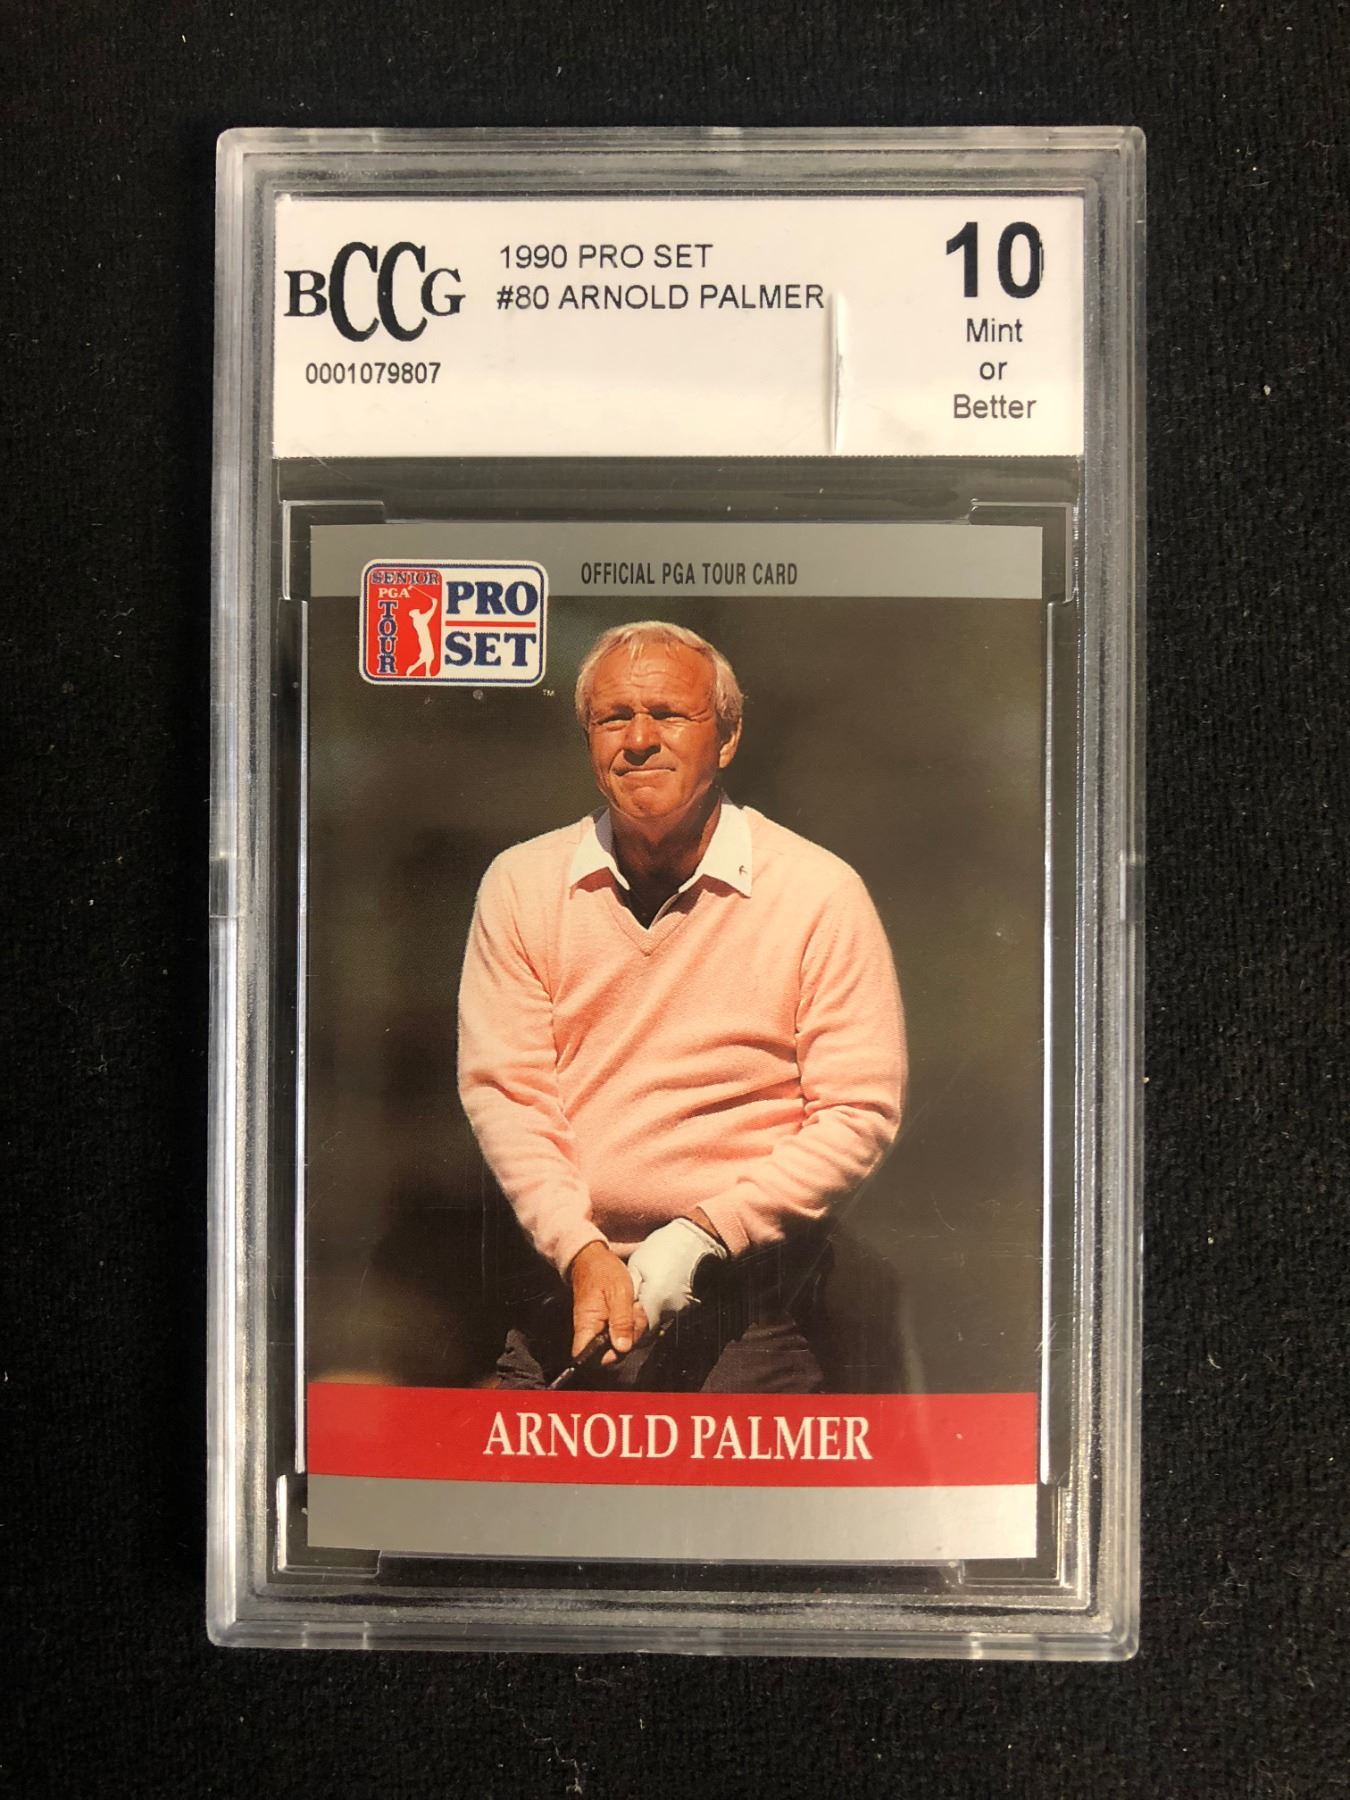 BCCG
0001079807
1990 PRO SET
#80 ARNOLD PALMER
10
Mint
or
Better
SENIOR
PGA
TOUR
PRO
SET
TM
OFFICIAL PGA TOUR CARD
ARNOLD PALMER